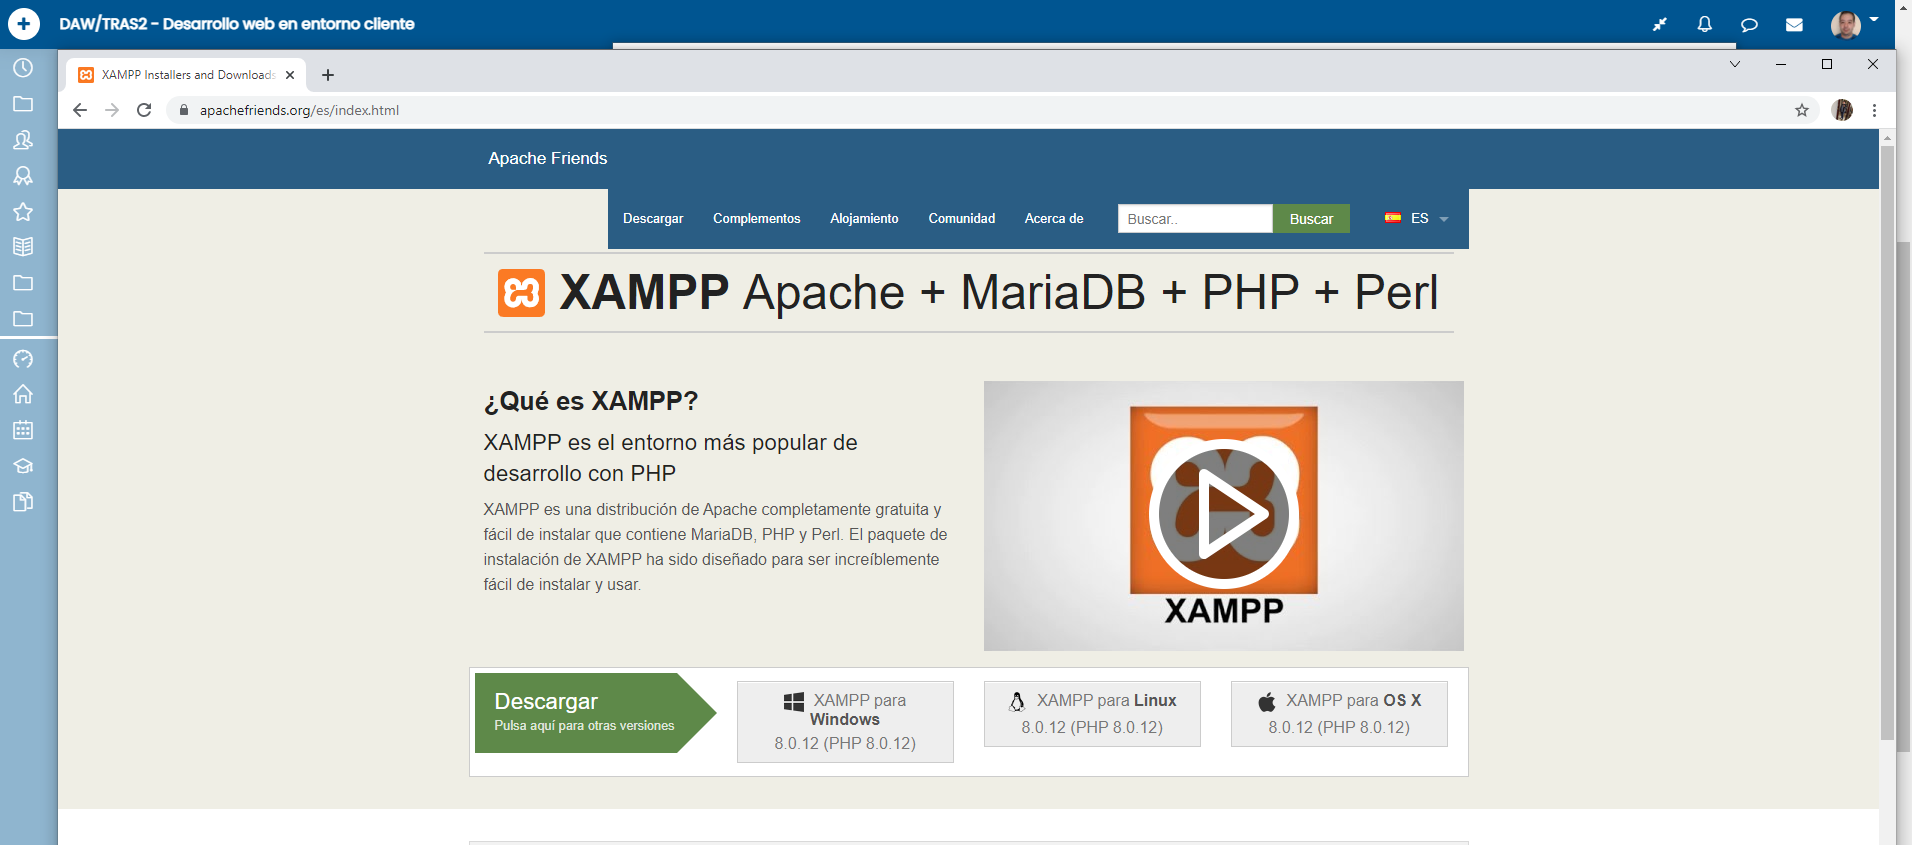 DAW/TRAS2 - Desarrollo web en entorno cliente
XAMPP Installers and Downloads
apachefriends.org/es/index.html
Apache Friends
Descargar Complementos Alojamiento Comunidad Acerca de Buscar.. Buscar ES
XAMPP Apache + MariaDB + PHP + Perl
¿Qué es XAMPP?
XAMPP es el entorno más popular de
desarrollo con PHP
XAMPP es una distribución de Apache completamente gratuita y
fácil de instalar que contiene MariaDB, PHP y Perl. El paquete de
instalación de XAMPP ha sido diseñado para ser increíblemente
fácil de instalar y usar.
XAMPP
Descargar
Pulsa aquí para otras versiones
XAMPP para
Windows
8.0.12 (PHP 8.0.12)
XAMPP para Linux
8.0.12 (PHP 8.0.12)
XAMPP para OS X
8.0.12 (PHP 8.0.12)